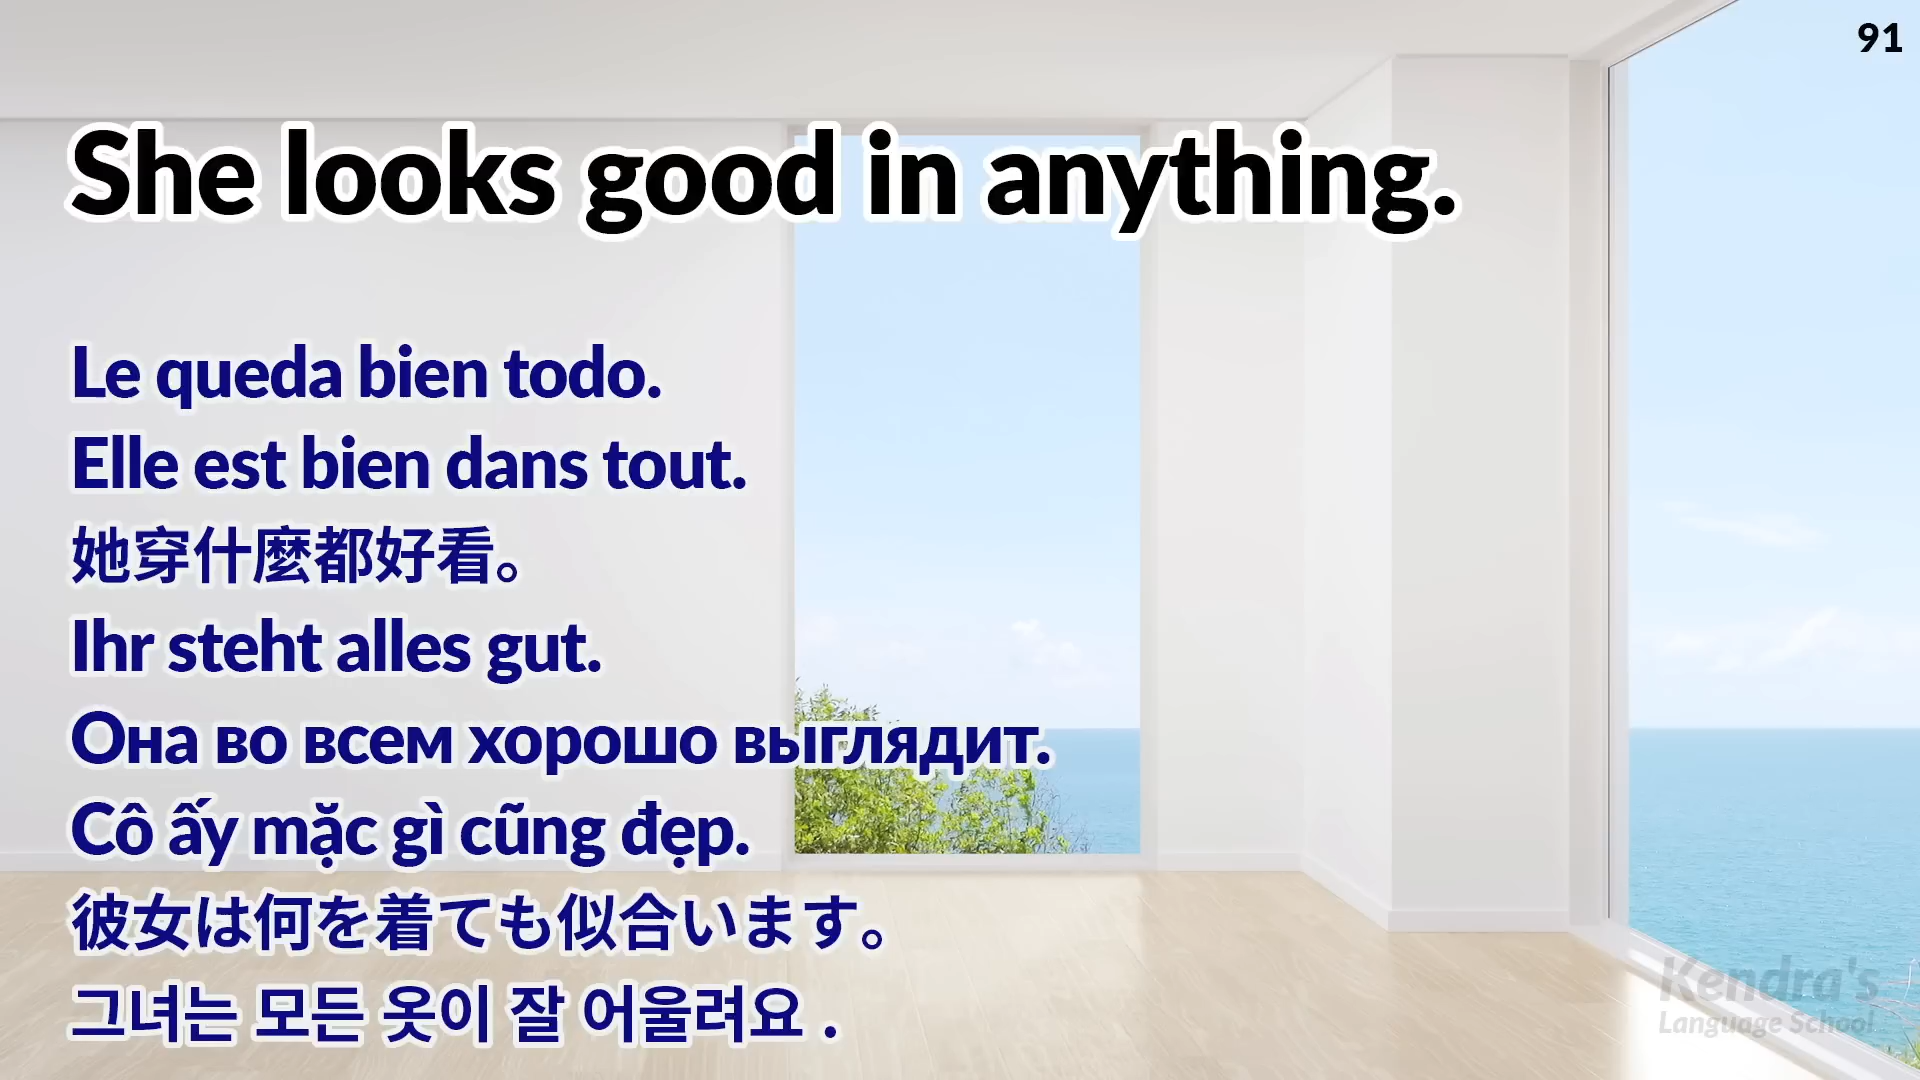 91
She looks good in anything.
Le queda bien todo.
Elle est bien dans tout.
她穿什麼都好看。
Ihr steht alles gut.
Она во всем хорошо выглядит.
Cô ấy mặc gì cũng đẹp.
彼女は何を着ても似合います。
그녀는 모든 옷이 잘 어울려요 .
Kendra's
Language School